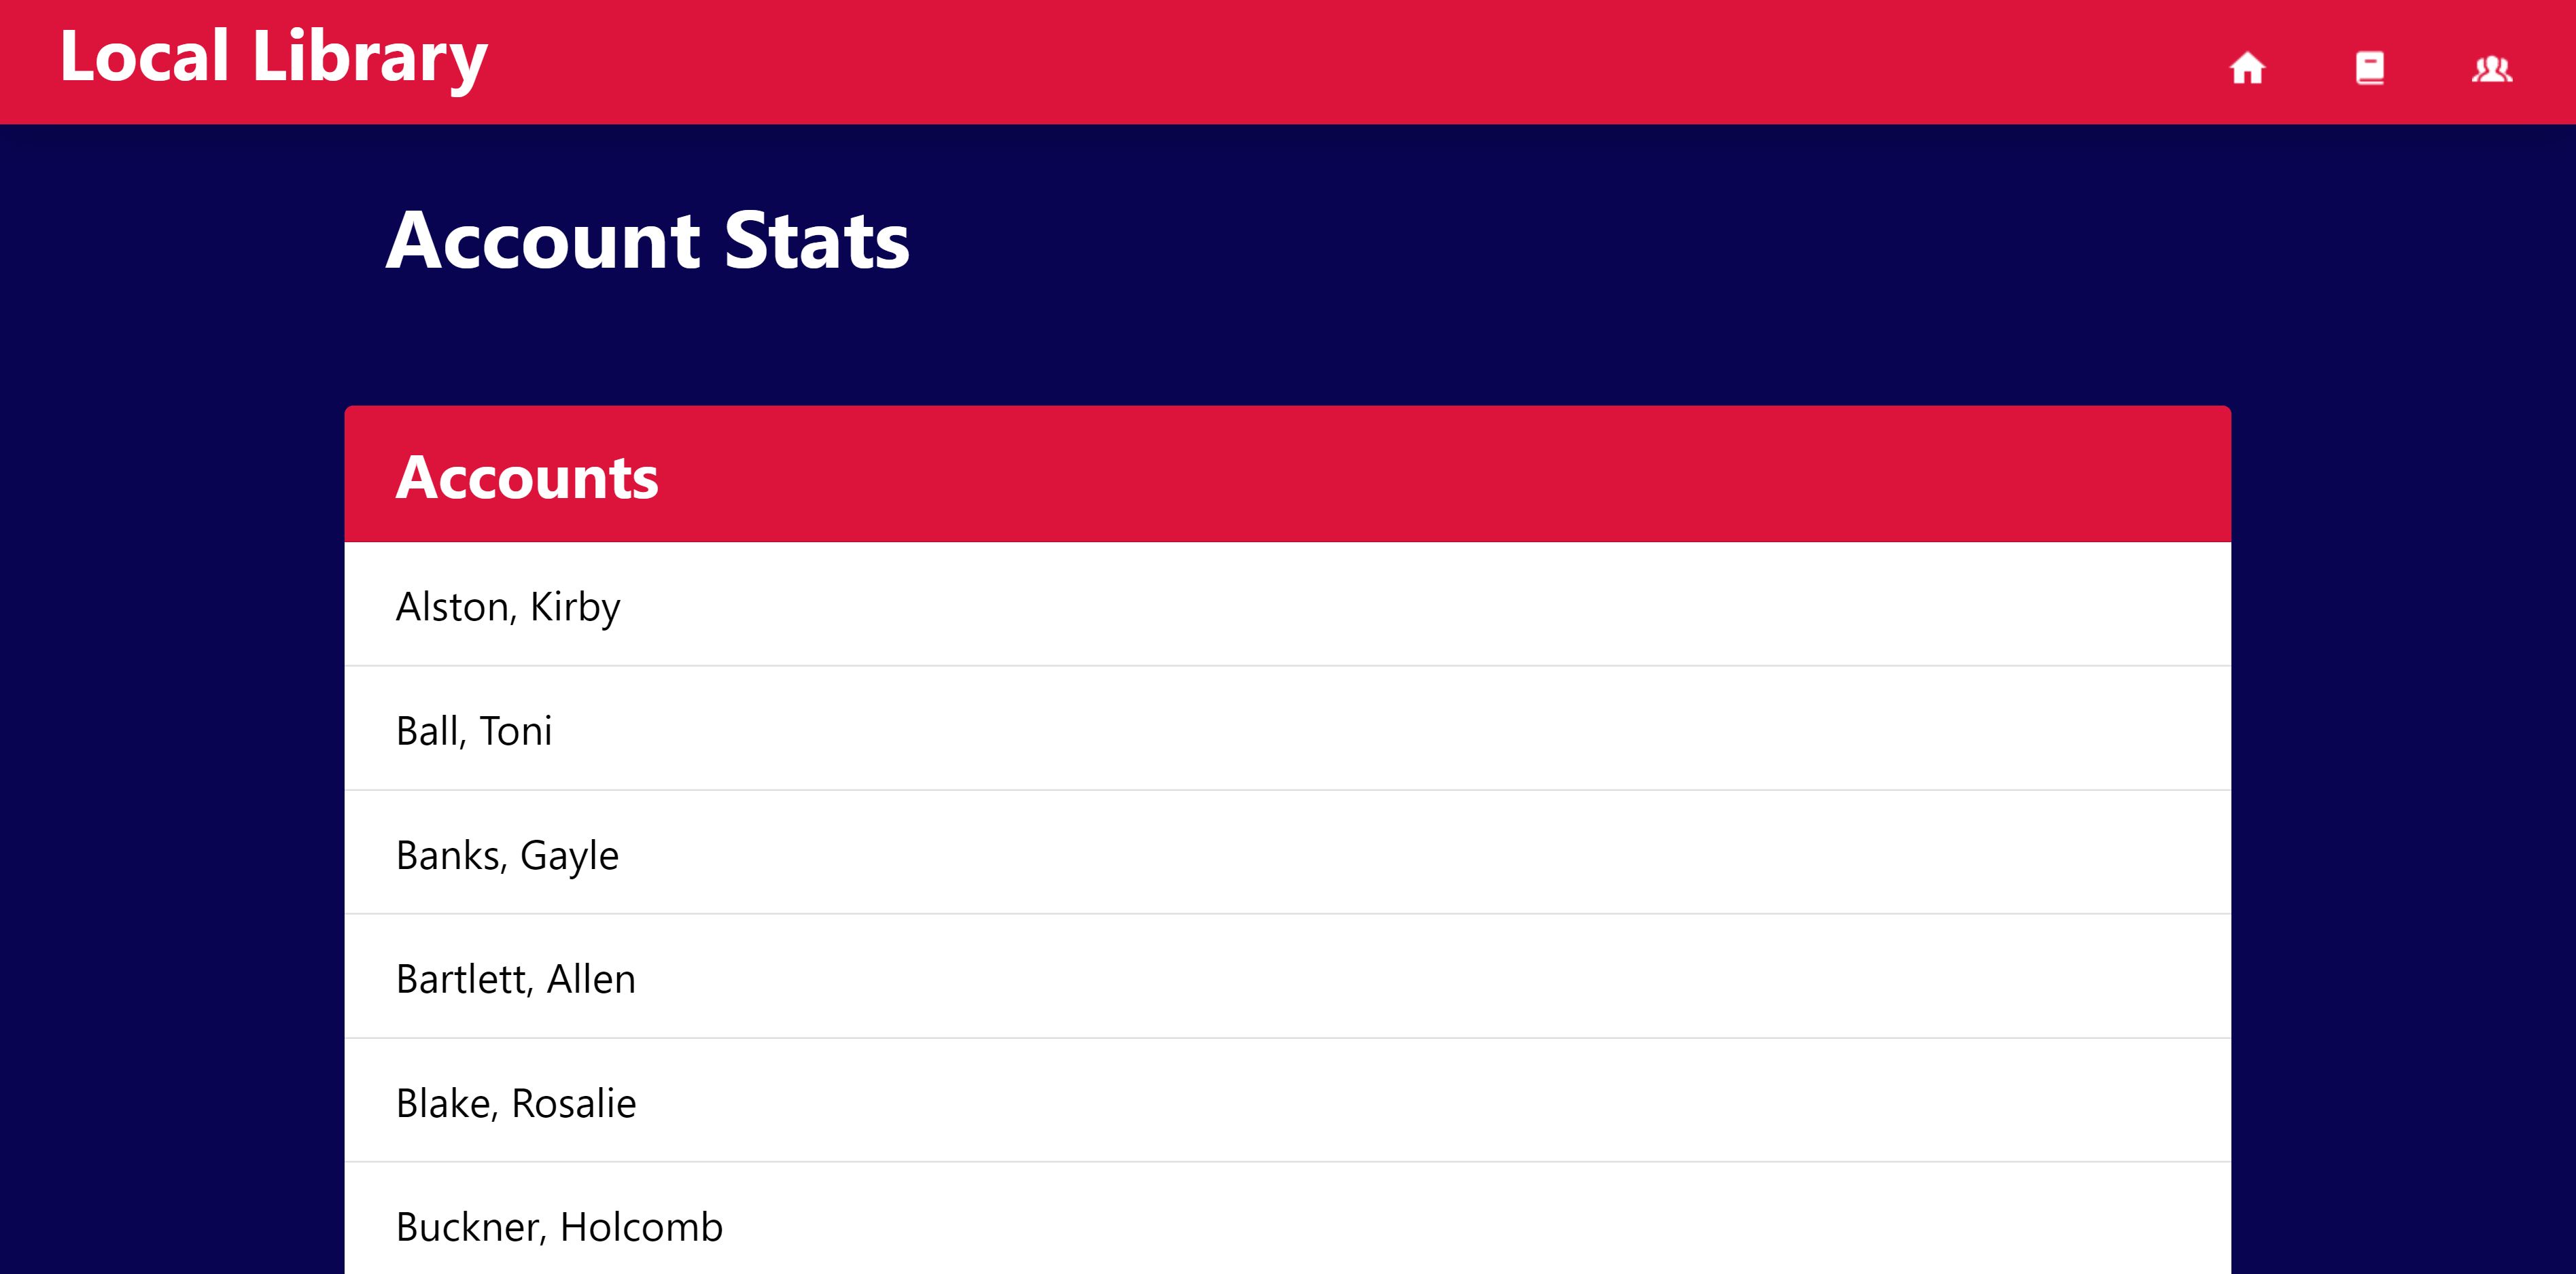 Local Library
Account Stats
Accounts
Alston, Kirby
Ball, Toni
Banks, Gayle
Bartlett, Allen
Blake, Rosalie
Buckner, Holcomb